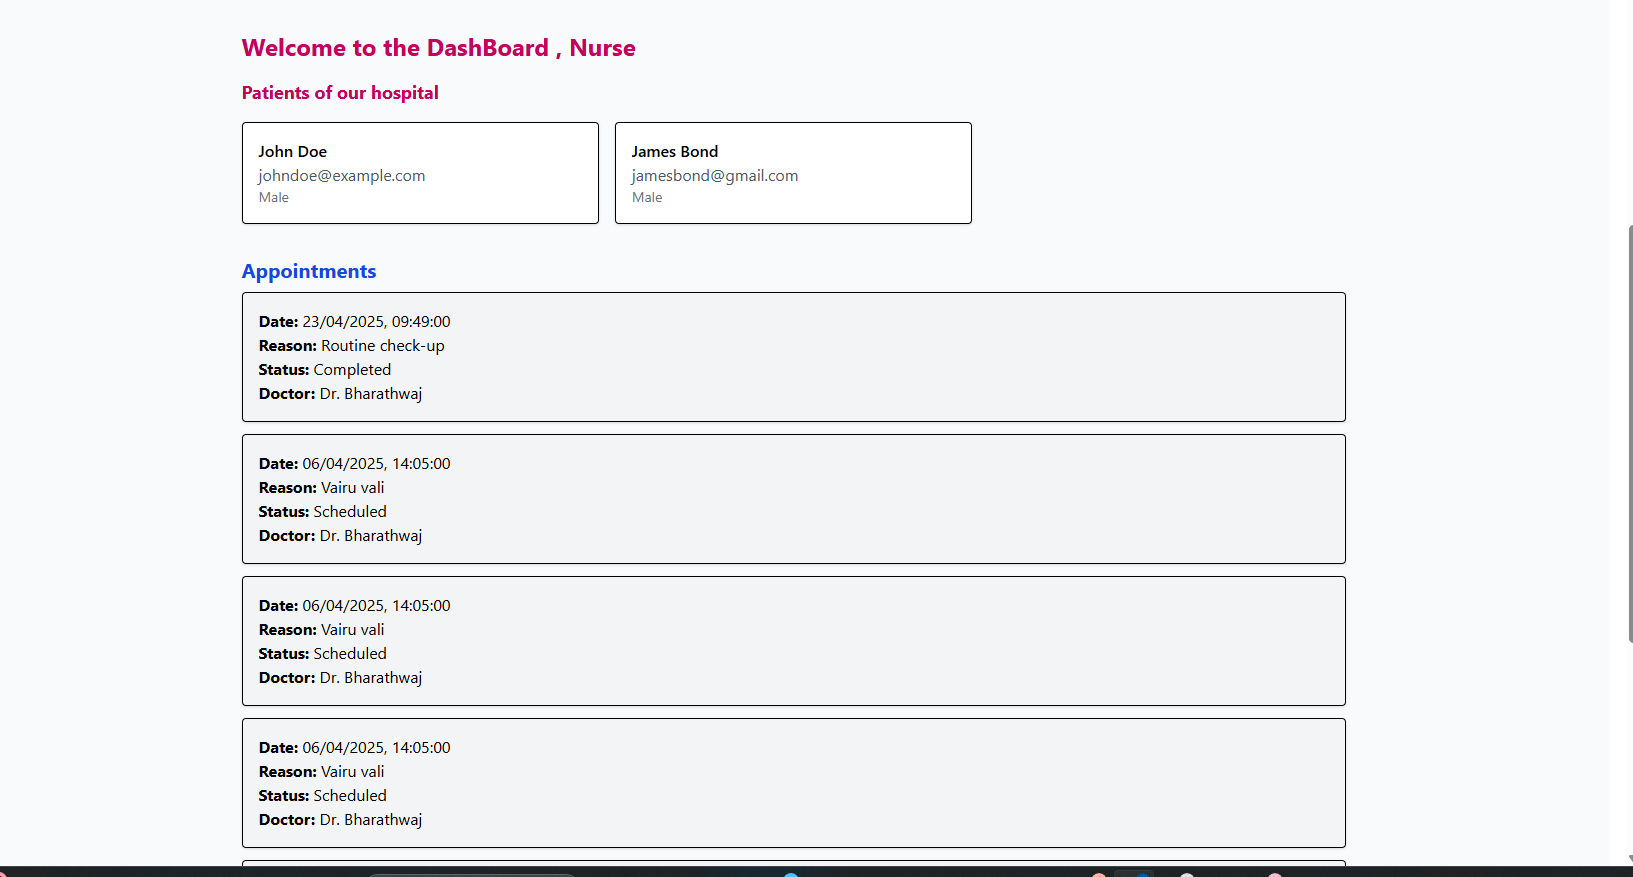 Welcome to the DashBoard , Nurse
Patients of our hospital
John Doe
johndoe@example.com
Male
James Bond
jamesbond@gmail.com
Male
Appointments
Date: 23/04/2025, 09:49:00
Reason: Routine check-up
Status: Completed
Doctor: Dr. Bharathwaj
Date: 06/04/2025, 14:05:00
Reason: Vairu vali
Status: Scheduled
Doctor: Dr. Bharathwaj
Date: 06/04/2025, 14:05:00
Reason: Vairu vali
Status: Scheduled
Doctor: Dr. Bharathwaj
Date: 06/04/2025, 14:05:00
Reason: Vairu vali
Status: Scheduled
Doctor: Dr. Bharathwaj